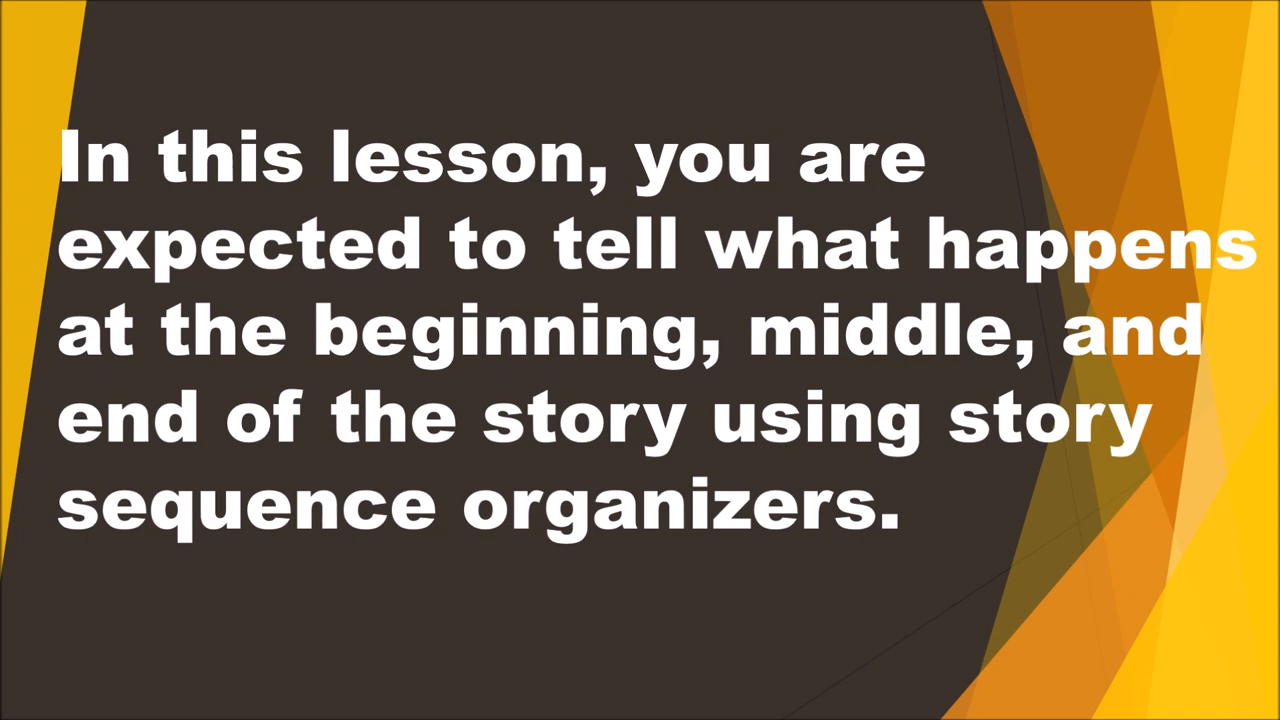 In this lesson, you are
expected to tell what happens
at the beginning, middle, and
end of the story using story
sequence organizers.